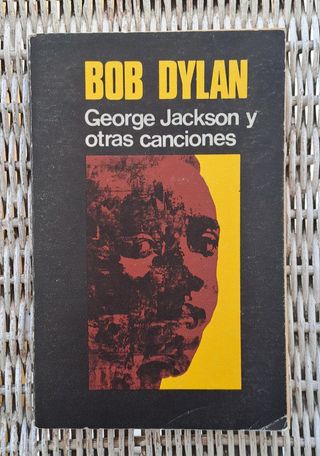 BOB DYLAN
George Jackson y
otras canciones